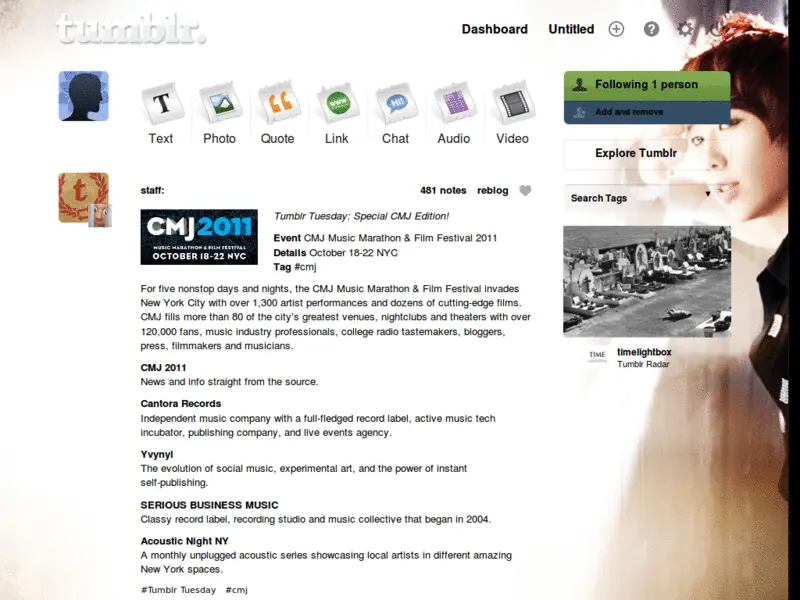 tumblr.
Dashboard Untitled
T
www
Hi!
Text Photo Quote Link Chat Audio Video
Following 1 person
Add and remove
Explore Tumblr
Search Tags
t
staff: 481 notes reblog
CMJ 2011
MUSIC MARATHON & FILM FESTIVAL
OCTOBER 18-22 NYC
Tumblr Tuesday: Special CMJ Edition!
Event CMJ Music Marathon & Film Festival 2011
Details October 18-22 NYC
Tag #cmj
For five nonstop days and nights, the CMJ Music Marathon & Film Festival invades
New York City with over 1,300 artist performances and dozens of cutting-edge films.
CMJ fills more than 80 of the city's greatest venues, nightclubs and theaters with over
120,000 fans, music industry professionals, college radio tastemakers, bloggers,
press, filmmakers and musicians.
CMJ 2011
News and info straight from the source.
Cantora Records
Independent music company with a full-fledged record label, active music tech
incubator, publishing company, and live events agency.
Yvynyl
The evolution of social music, experimental art, and the power of instant
self-publishing.
SERIOUS BUSINESS MUSIC
Classy record label, recording studio and music collective that began in 2004.
Acoustic Night NY
A monthly unplugged acoustic series showcasing local artists in different amazing
New York spaces.
#Tumblr Tuesday #cmj
TIME
timelightbox
Tumblr Radar